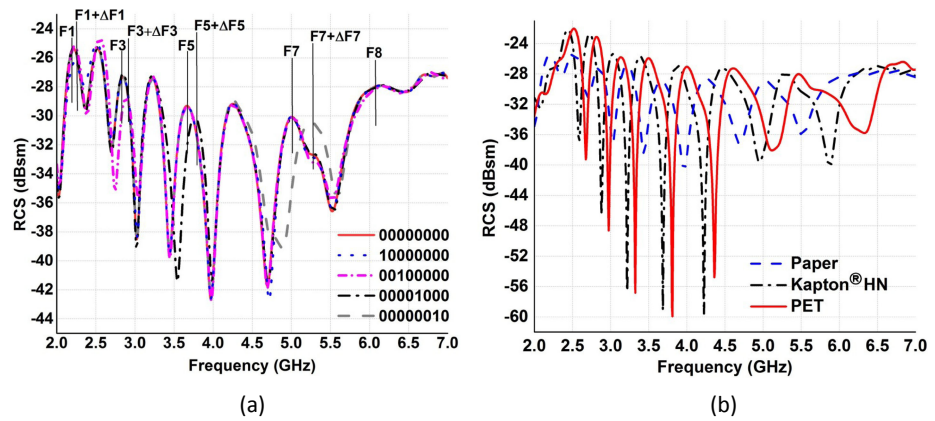 F1+ΔF1
F5+ΔF5
F1
F3
F3+ΔF3
F5
F7
F7+ΔF7
F8
-24
-26
-28
-30
-32
-34
-36
-38
-40
-42
-44
RCS (dBsm)
00000000
10000000
00100000
00001000
00000010
2.0 2.5 3.0 3.5 4.0 4.5 5.0 5.5 6.0 6.5 7.0
Frequency (GHz)
(a)
-24
-28
-32
-36
-40
-44
-48
-52
-56
-60
RCS (dBsm)
Paper
Kapton®HN
PET
2.0 2.5 3.0 3.5 4.0 4.5 5.0 5.5 6.0 6.5 7.0
Frequency (GHz)
(b)